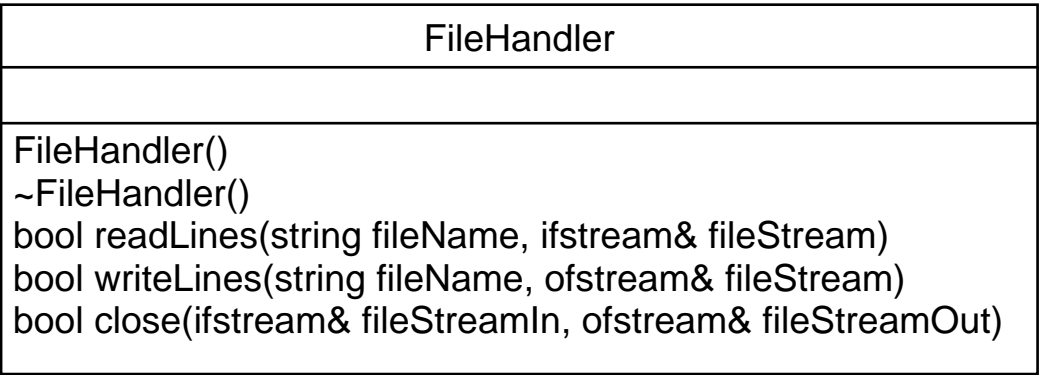 FileHandler
FileHandler()
~FileHandler()
bool readLines(string fileName, ifstream& fileStream)
bool writeLines(string fileName, ofstream& fileStream)
bool close(ifstream& fileStreamIn, ofstream& fileStreamOut)